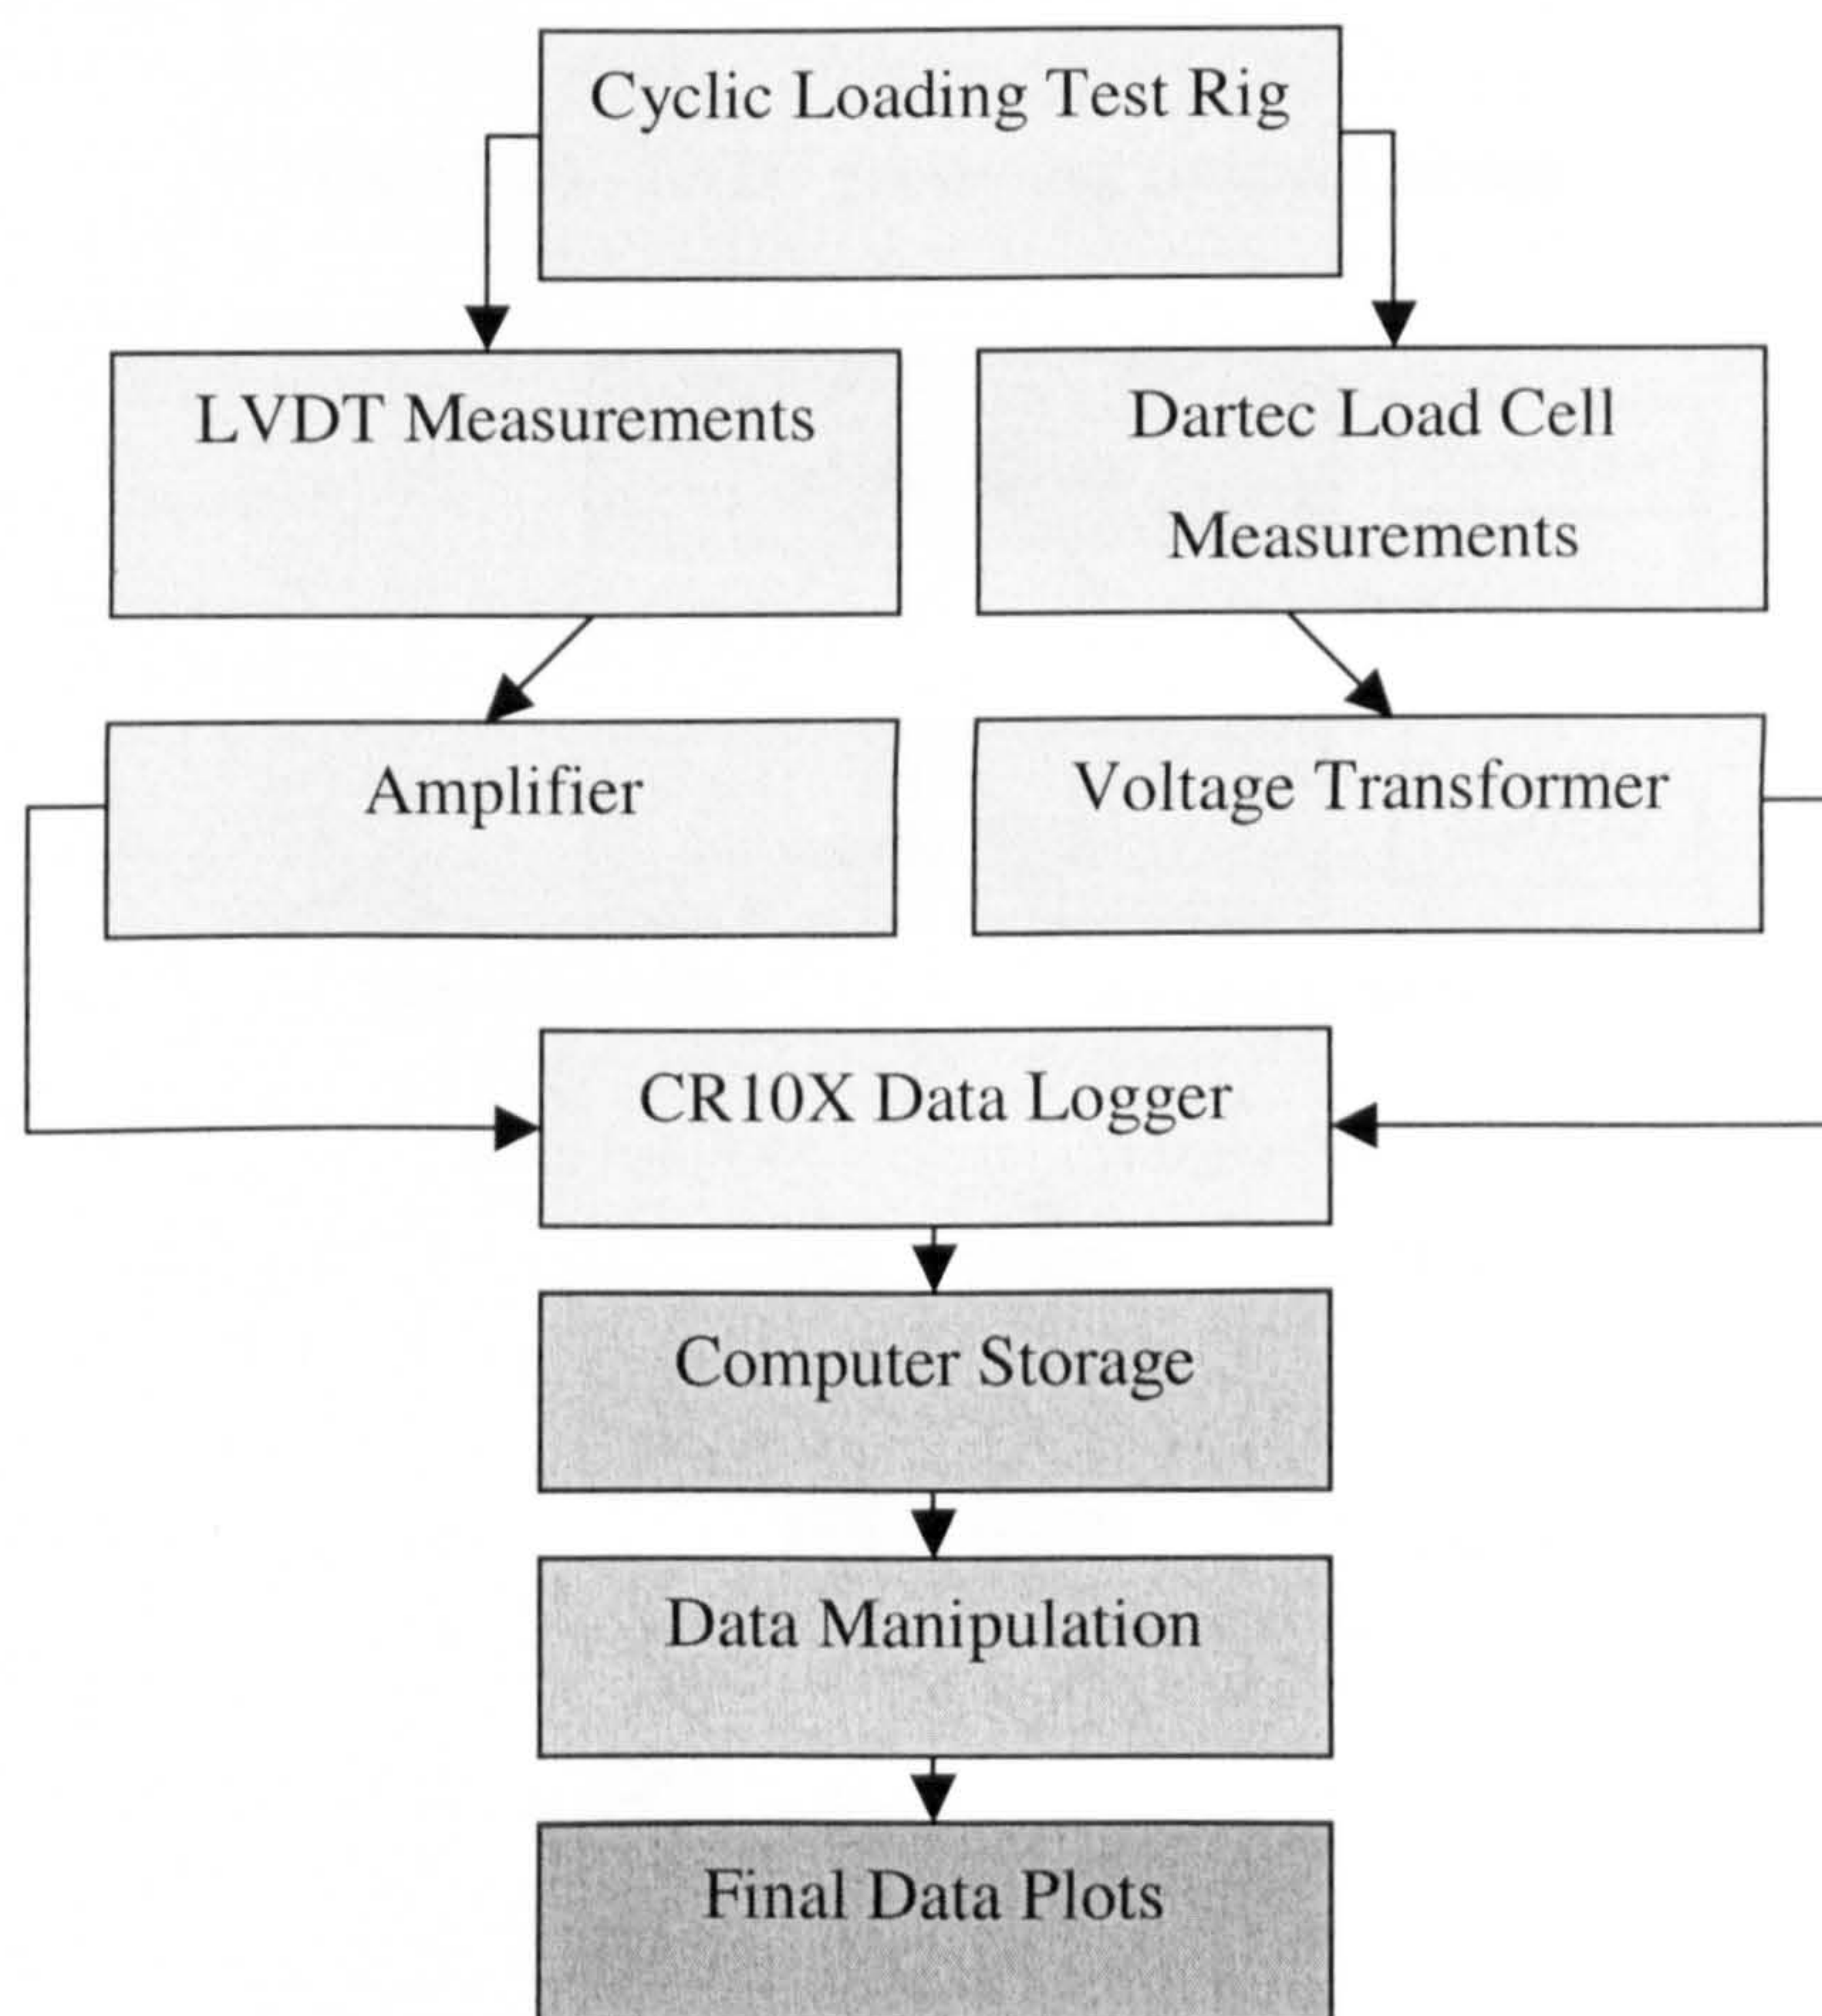 Cyclic Loading Test Rig
LVDT Measurements
Dartec Load Cell
Measurements
Amplifier
Voltage Transformer
CR10X Data Logger
Computer Storage
Data Manipulation
Final Data Plots